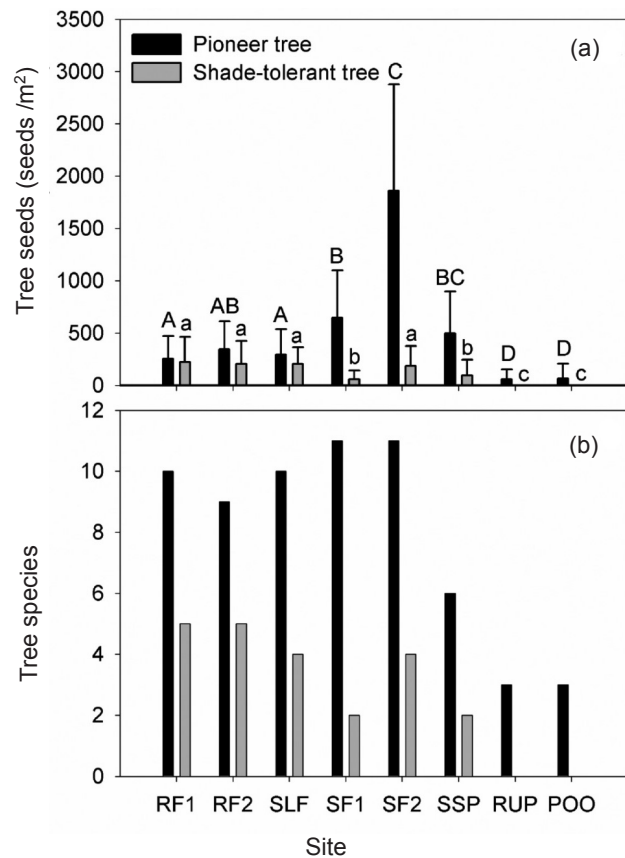 3500
(a)
Pioneer tree
3000
Shade-tolerant tree
C
2500
2000
1500
B
1000
BC
A
a
AB
a
A
a
500
b
a
b
D
c
D
c
0
Tree seeds (seeds /m²)
12
(b)
10
8
6
4
2
0
Tree species
RF1 RF2 SLF SF1 SF2 SSP RUP POO
Site